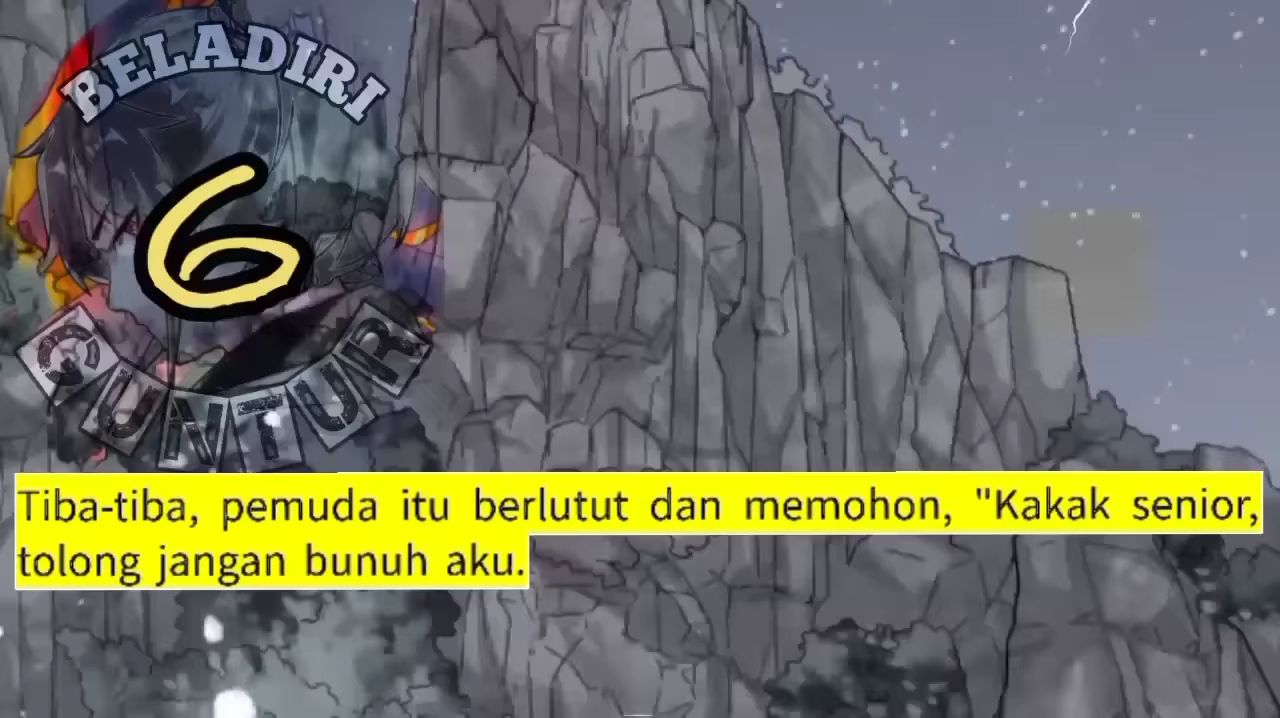 BELADIRI
6
GUNTUR
Tiba-tiba, pemuda itu berlutut dan memohon, "Kakak senior,
tolong jangan bunuh aku.